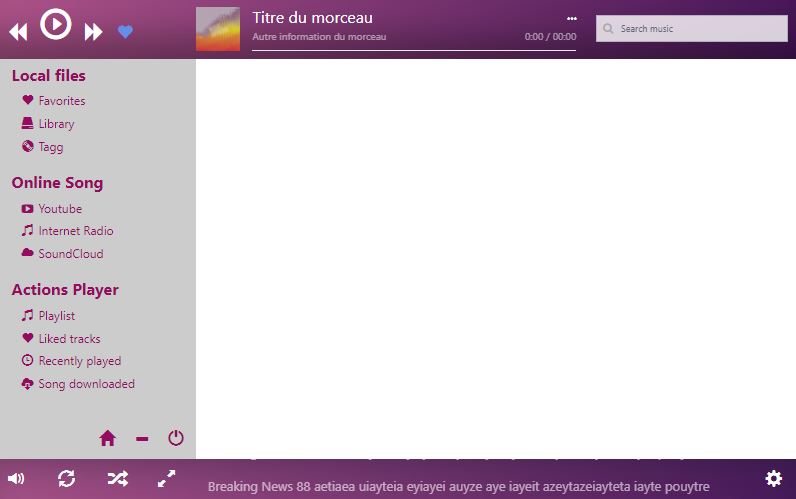 Titre du morceau
Autre information du morceau
0:00 / 00:00
Search music
Local files
Favorites
Library
Tagg
Online Song
Youtube
Internet Radio
SoundCloud
Actions Player
Playlist
Liked tracks
Recently played
Song downloaded
Breaking News 88 aetiaea uiayteia eyiayei auyze aye iayeit azeytazeiayteta iayte pouytre